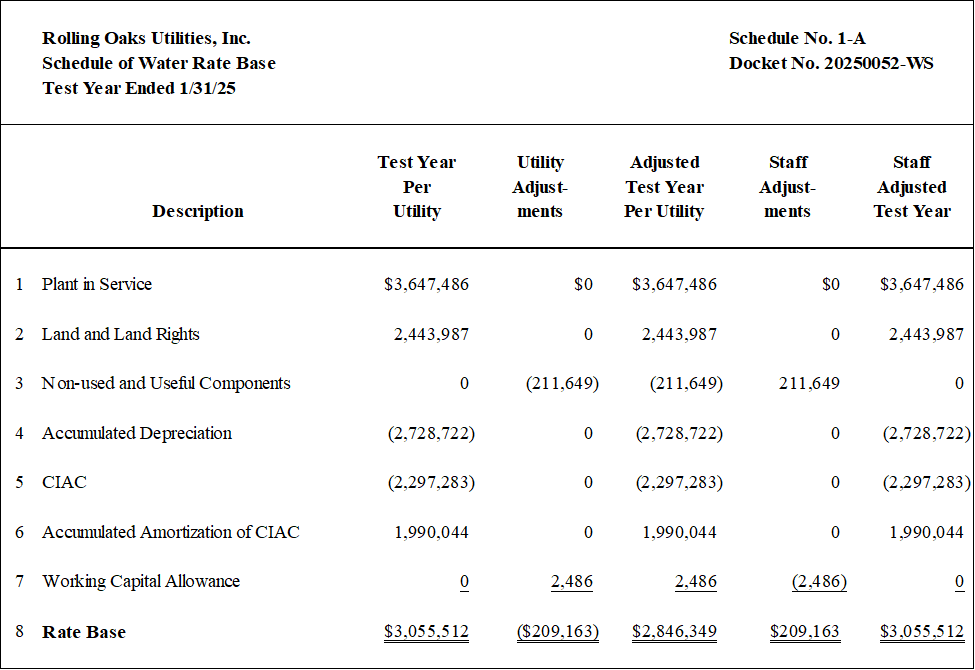 Rolling Oaks Utilities, Inc. Schedule No. 1-A
Schedule of Water Rate Base Docket No. 20250052-WS
Test Year Ended 1/31/25
Test Year Utility Adjusted Staff Staff
Per Adjust- Test Year Adjust- Adjusted
Description Utility ments Per Utility ments Test Year
1 Plant in Service $3,647,486 $0 $3,647,486 $0 $3,647,486
2 Land and Land Rights 2,443,987 0 2,443,987 0 2,443,987
3 Non-used and Useful Components 0 (211,649) (211,649) 211,649 0
4 Accumulated Depreciation (2,728,722) 0 (2,728,722) 0 (2,728,722)
5 CIAC (2,297,283) 0 (2,297,283) 0 (2,297,283)
6 Accumulated Amortization of CIAC 1,990,044 0 1,990,044 0 1,990,044
7 Working Capital Allowance 0 2,486 2,486 (2,486) 0
8 Rate Base $3,055,512 ($209,163) $2,846,349 $209,163 $3,055,512